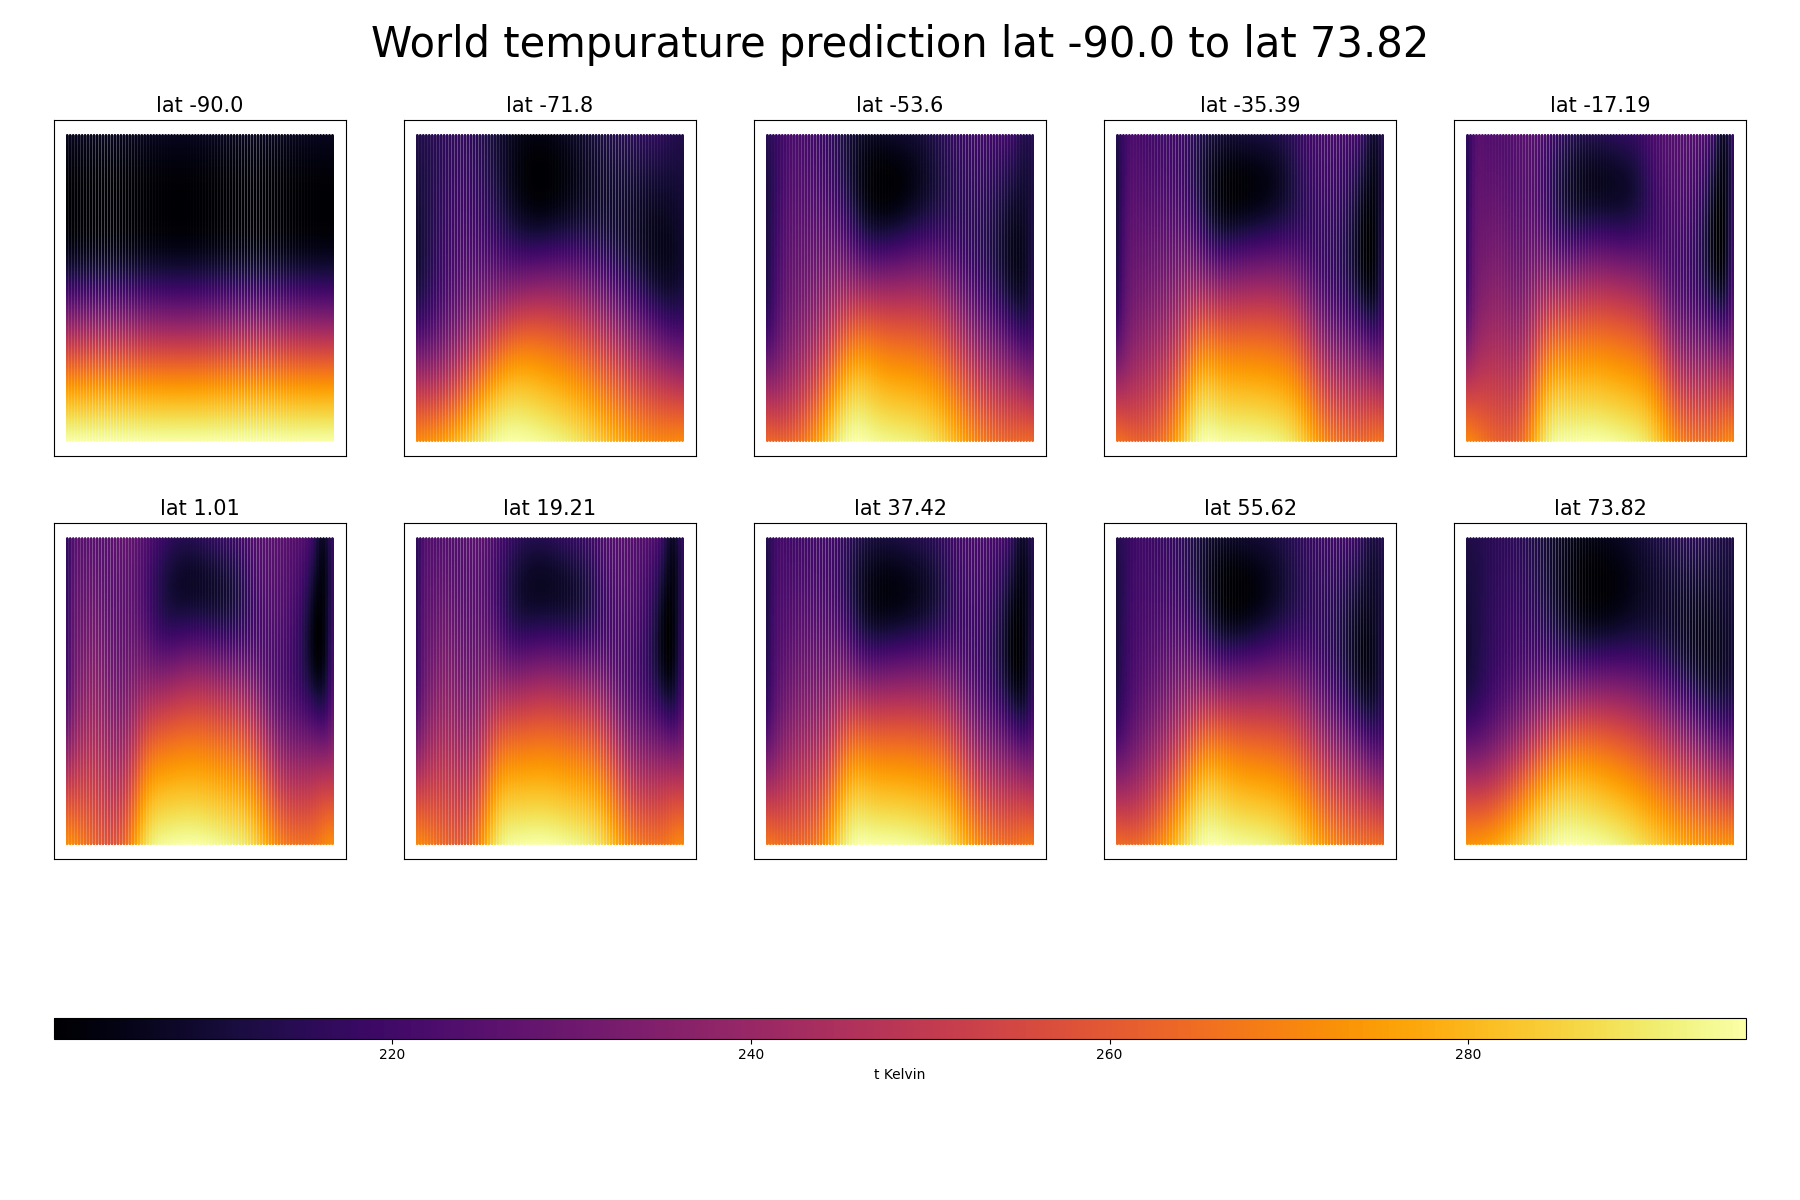 World tempurature prediction lat -90.0 to lat 73.82
lat -90.0
lat -71.8
lat -53.6
lat -35.39
lat -17.19
lat 1.01
lat 19.21
lat 37.42
lat 55.62
lat 73.82
220
240
260
280
t Kelvin